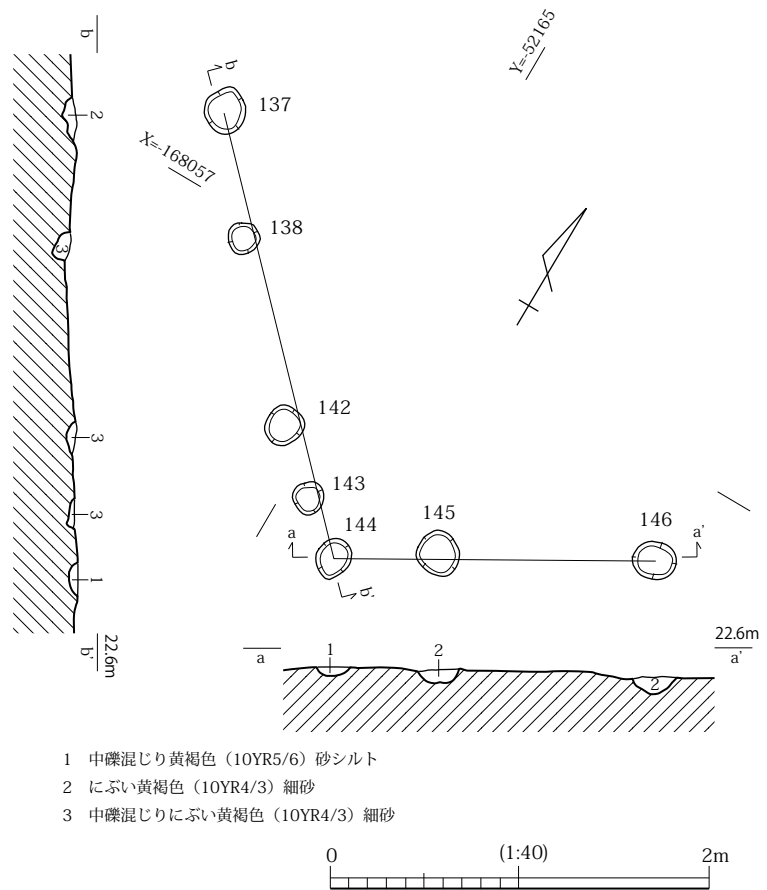 b
Y=-52165
b
137
2
X=-168057
138
3
142
3
143
3
144
145
146
a
a'
1
b'
b'
22.6m
22.6m
a
1
2
2
a'
1 中礫混じり黄褐色（10YR5/6）砂シルト
2 にぶい黄褐色（10YR4/3）細砂
3 中礫混じりにぶい黄褐色（10YR4/3）細砂
0 (1:40) 2m